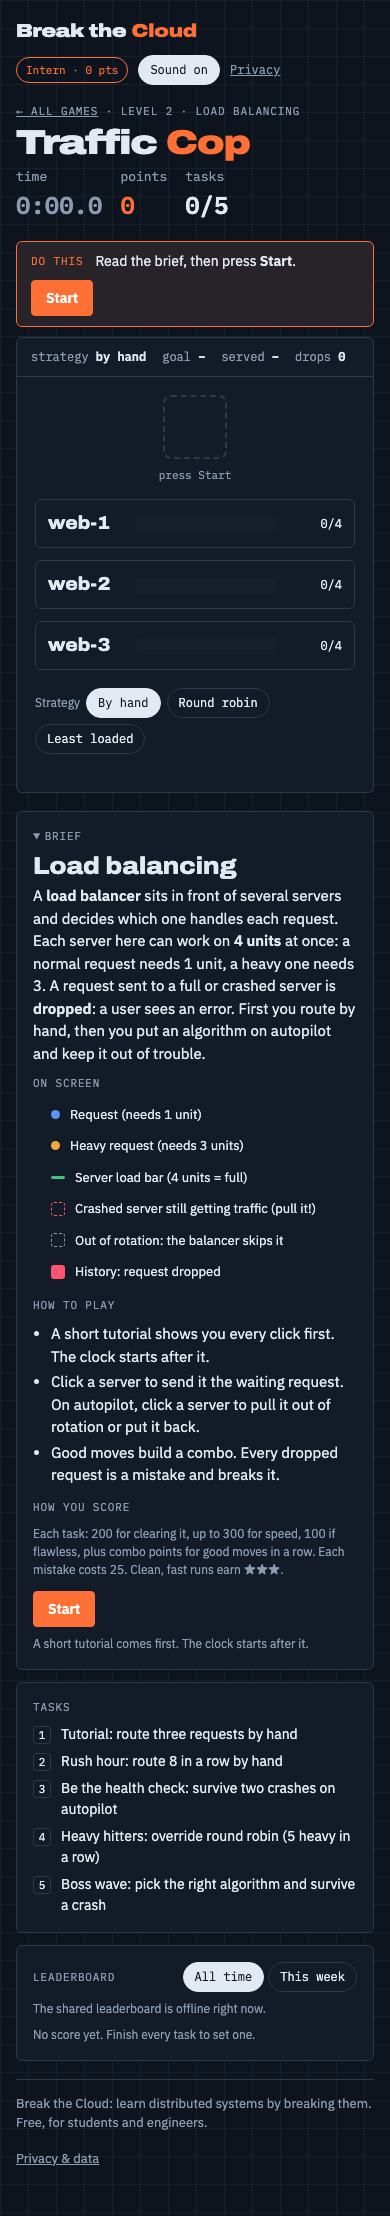 Break the Cloud
Intern · 0 pts
Sound on
Privacy
← ALL GAMES · LEVEL 2 · LOAD BALANCING
Traffic Cop
time points tasks
0:00.0 0 0/5
DO THIS Read the brief, then press Start.
Start
strategy by hand goal – served – drops 0
press Start
web-1 0/4
web-2 0/4
web-3 0/4
Strategy By hand Round robin
Least loaded
▼ BRIEF
Load balancing
A load balancer sits in front of several servers
and decides which one handles each request.
Each server here can work on 4 units at once: a
normal request needs 1 unit, a heavy one needs
3. A request sent to a full or crashed server is
dropped: a user sees an error. First you route by
hand, then you put an algorithm on autopilot
and keep it out of trouble.
ON SCREEN
Request (needs 1 unit)
Heavy request (needs 3 units)
Server load bar (4 units = full)
Crashed server still getting traffic (pull it!)
Out of rotation: the balancer skips it
History: request dropped
HOW TO PLAY
• A short tutorial shows you every click first.
The clock starts after it.
• Click a server to send it the waiting request.
On autopilot, click a server to pull it out of
rotation or put it back.
• Good moves build a combo. Every dropped
request is a mistake and breaks it.
HOW YOU SCORE
Each task: 200 for clearing it, up to 300 for speed, 100 if
flawless, plus combo points for good moves in a row. Each
mistake costs 25. Clean, fast runs earn ★★★.
Start
A short tutorial comes first. The clock starts after it.
TASKS
1 Tutorial: route three requests by hand
2 Rush hour: route 8 in a row by hand
3 Be the health check: survive two crashes on
autopilot
4 Heavy hitters: override round robin (5 heavy in
a row)
5 Boss wave: pick the right algorithm and survive
a crash
LEADERBOARD All time This week
The shared leaderboard is offline right now.
No score yet. Finish every task to set one.
Break the Cloud: learn distributed systems by breaking them.
Free, for students and engineers.
Privacy & data